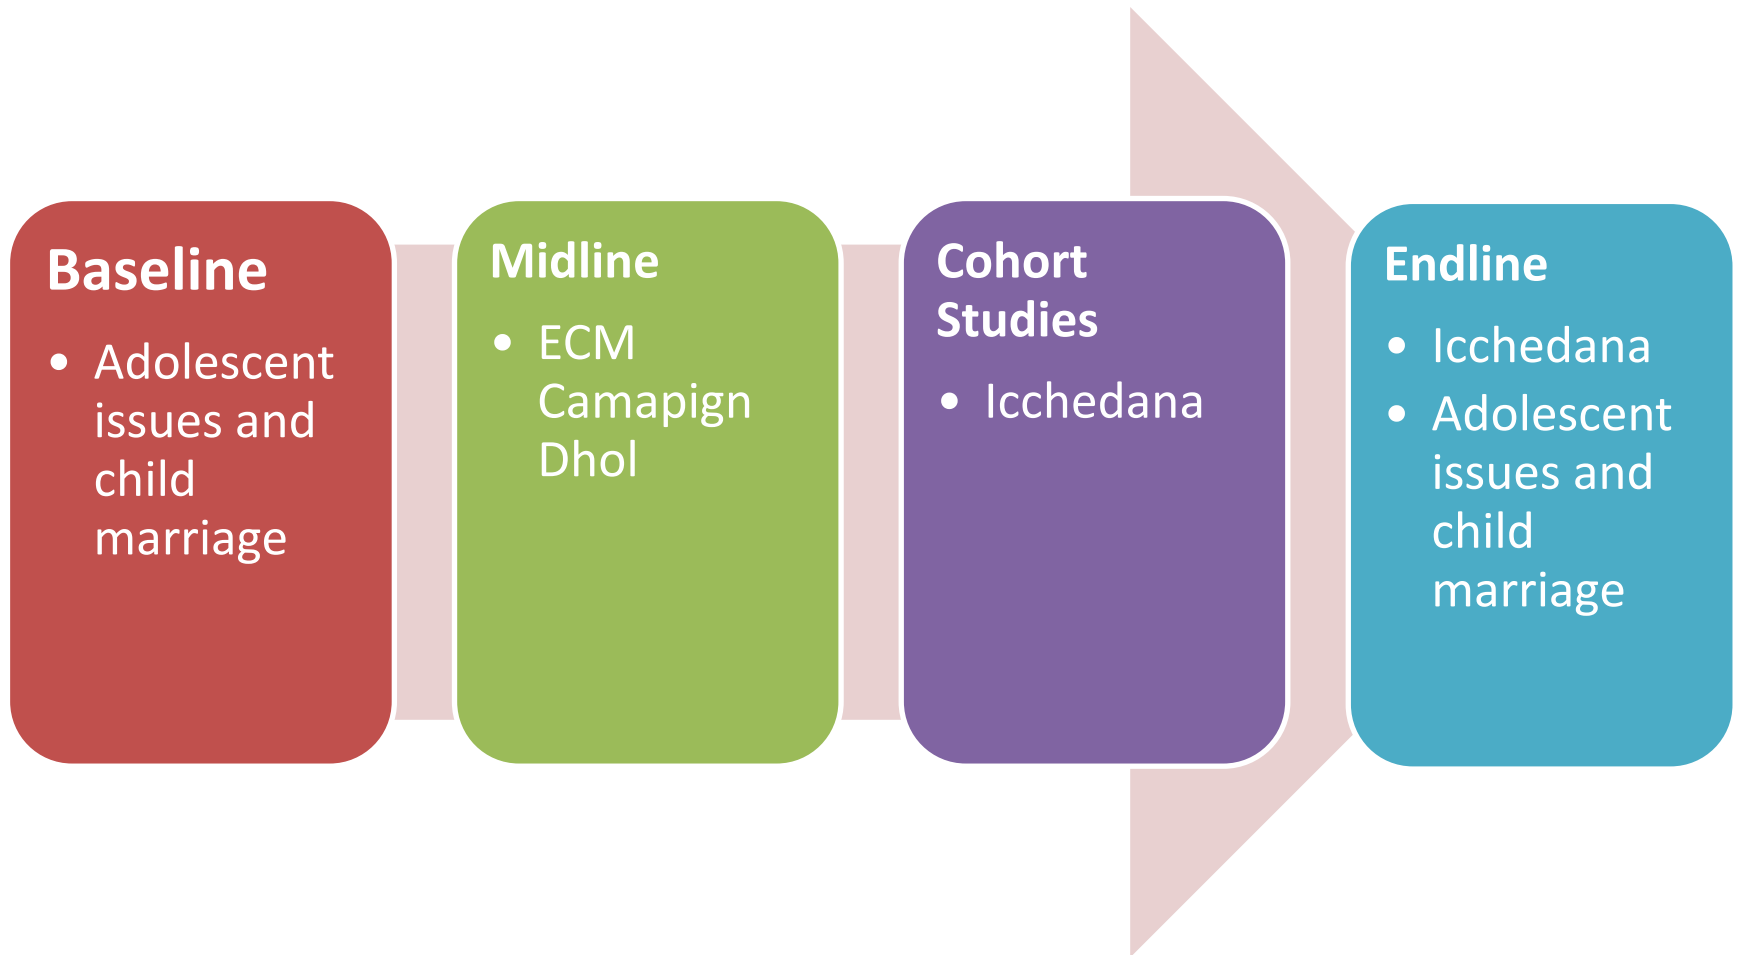 Baseline
• Adolescent
issues and
child
marriage
Midline
• ECM
Camapign
Dhol
Cohort
Studies
• Icchedana
Endline
• Icchedana
• Adolescent
issues and
child
marriage